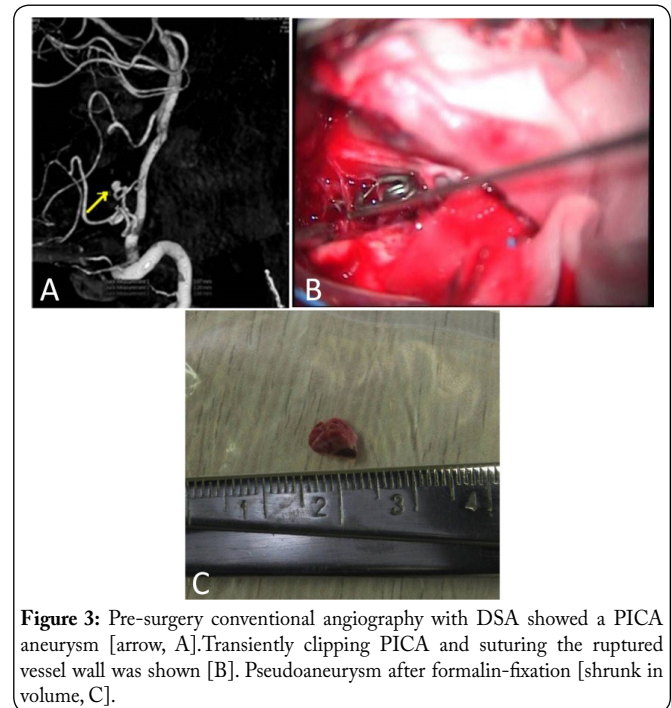 A
B
C
1 2 3 4
Figure 3: Pre-surgery conventional angiography with DSA showed a PICA
aneurysm [arrow, A].Transiently clipping PICA and suturing the ruptured
vessel wall was shown [B]. Pseudoaneurysm after formalin-fixation [shrunk in
volume, C].